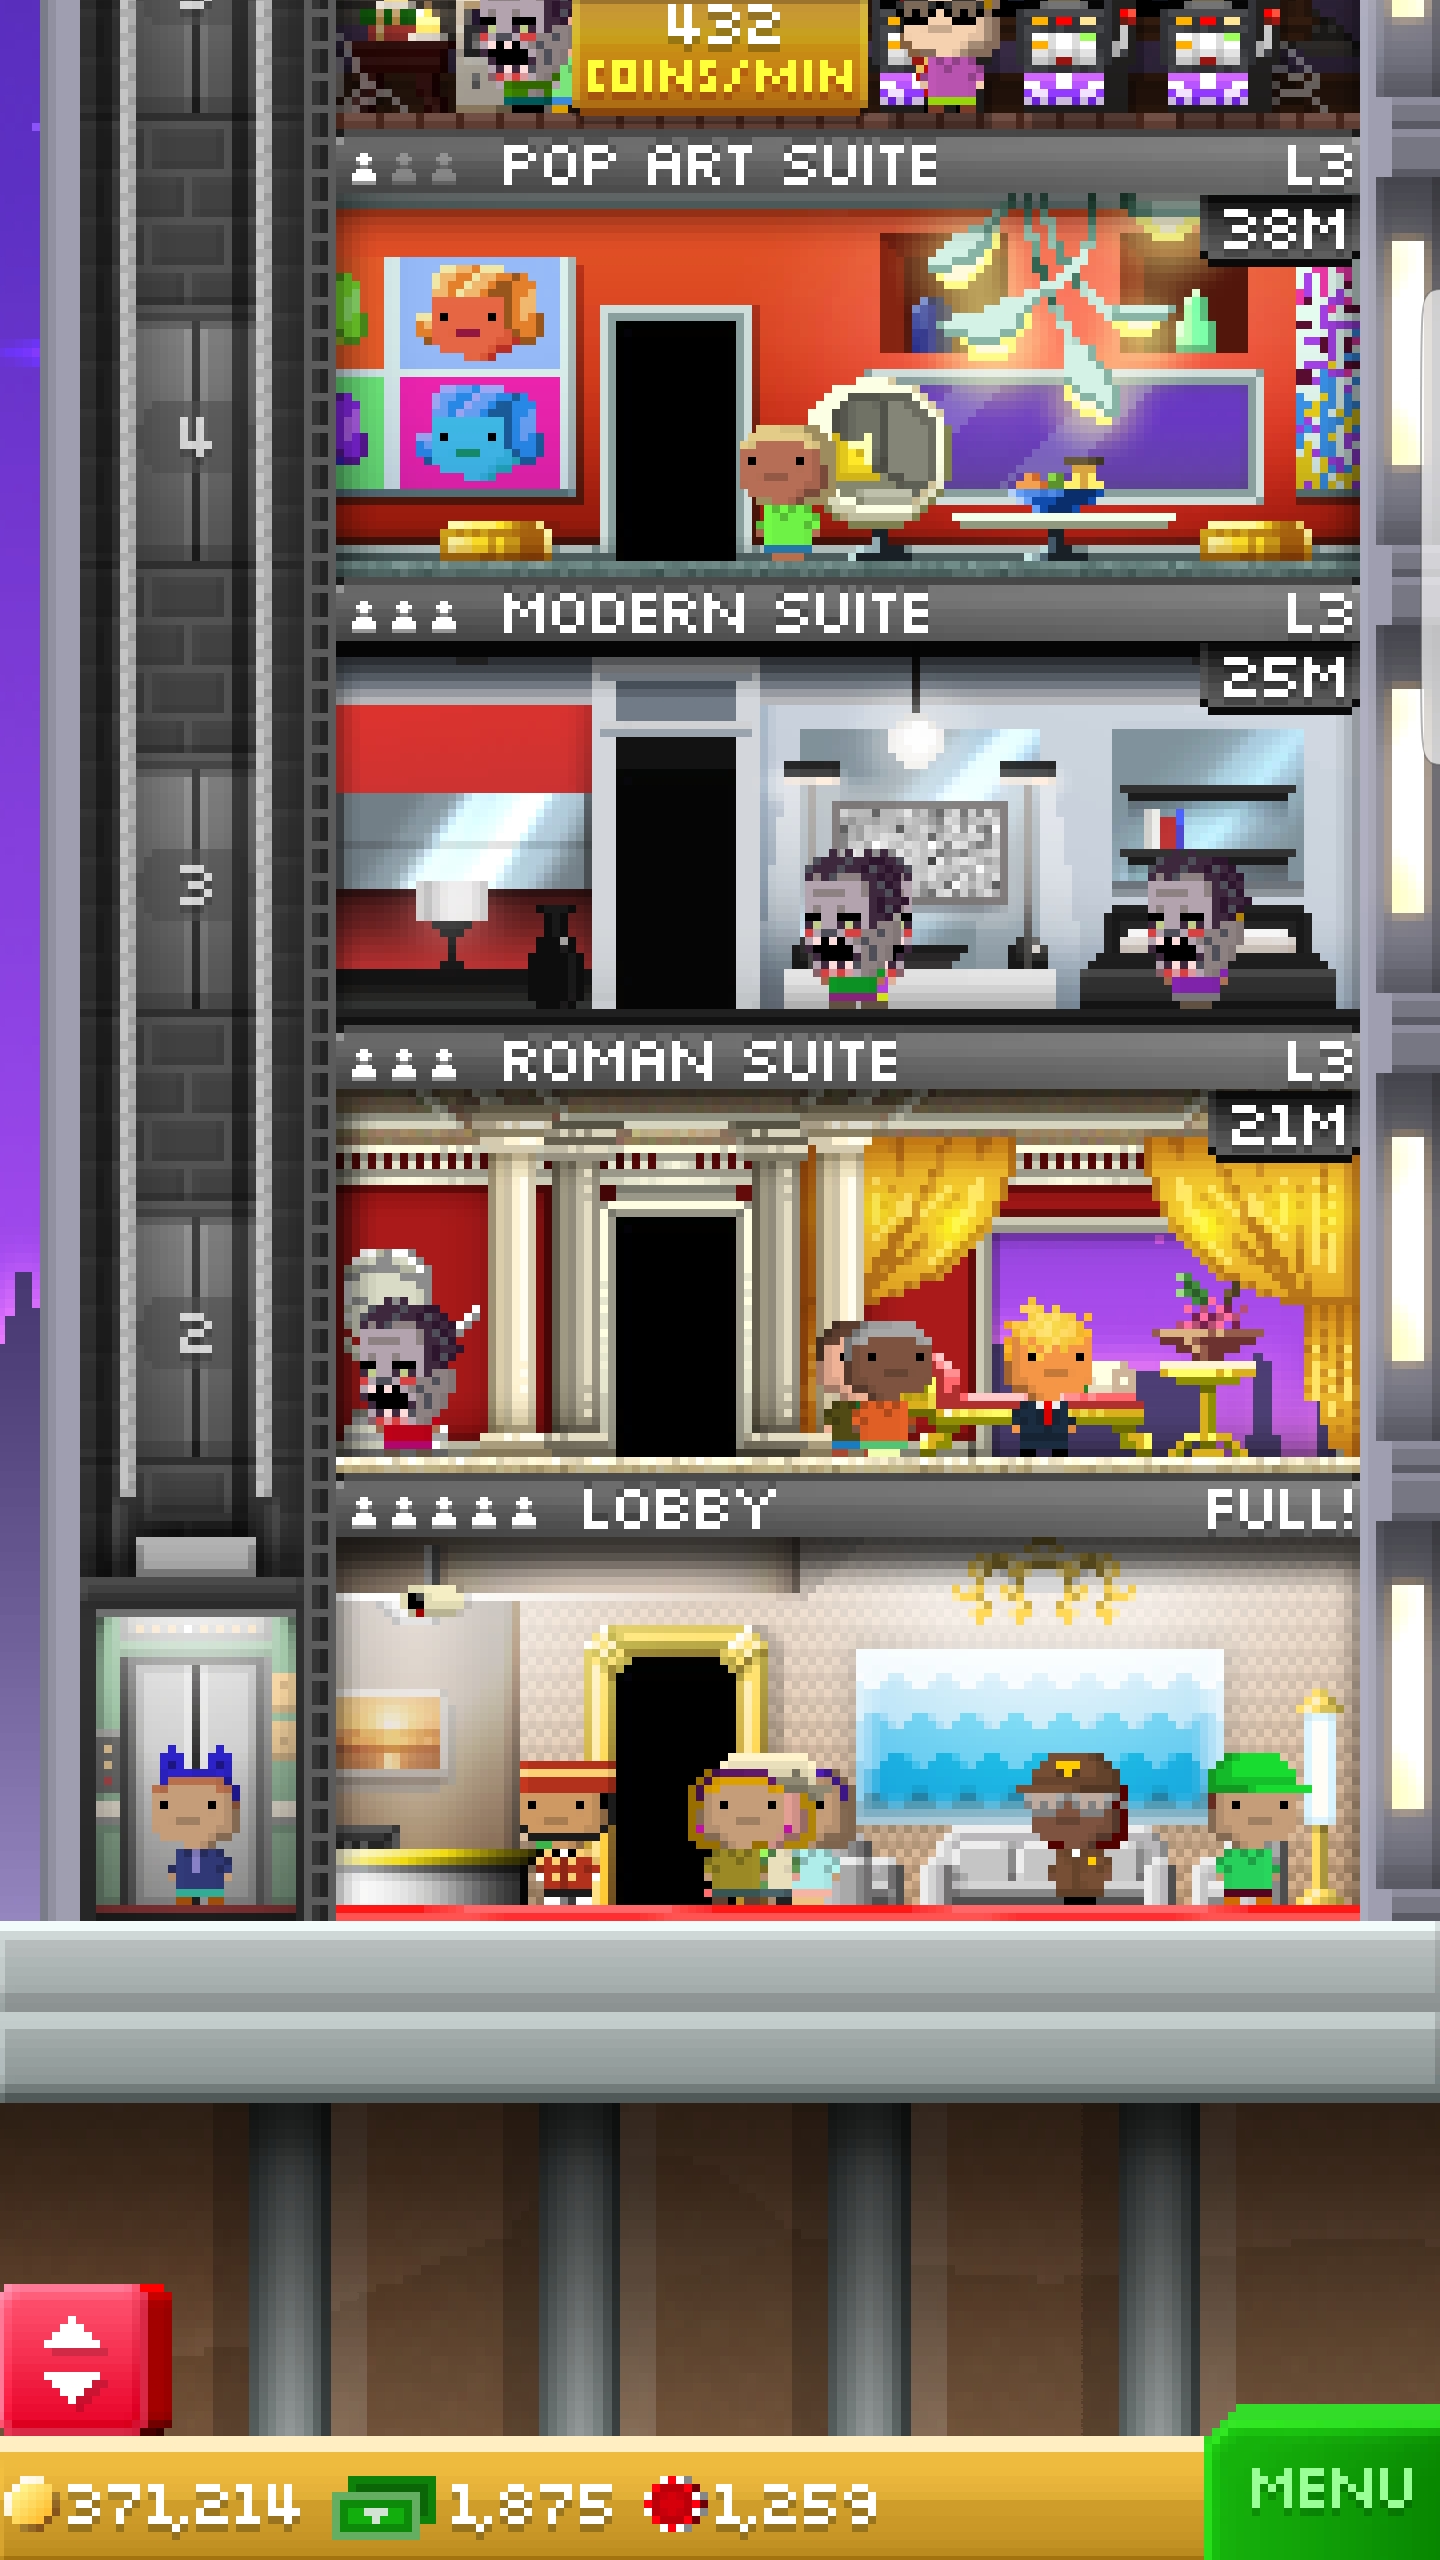 432
COINS/MIN
POP ART SUITE L3
38M
4
MODERN SUITE L3
25M
3
ROMAN SUITE L3
21M
2
LOBBY FULL!
371,214 1,875 1,259
MENU